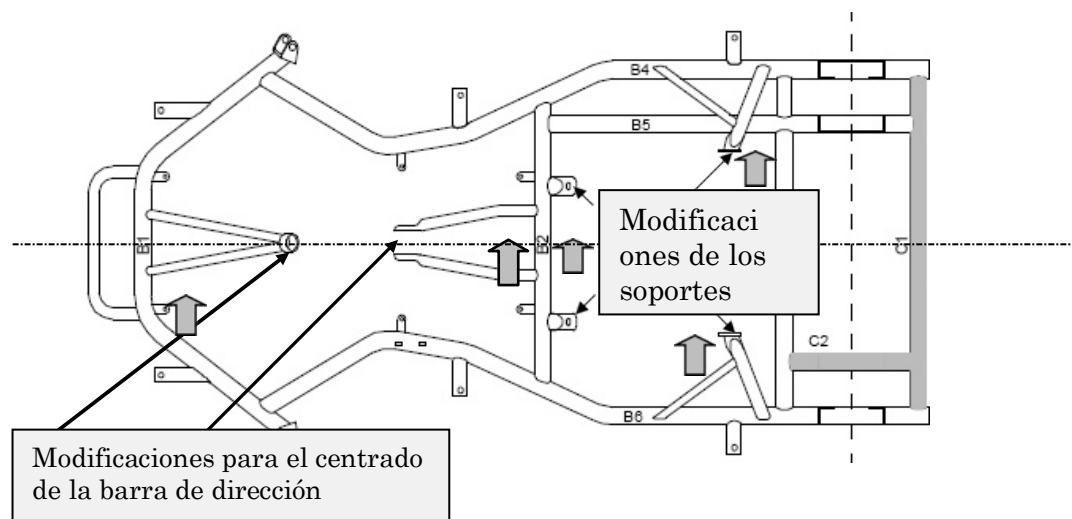 B4
B5
B1
B2
Modificaci
ones de los
soportes
C1
C2
B6
Modificaciones para el centrado
de la barra de dirección